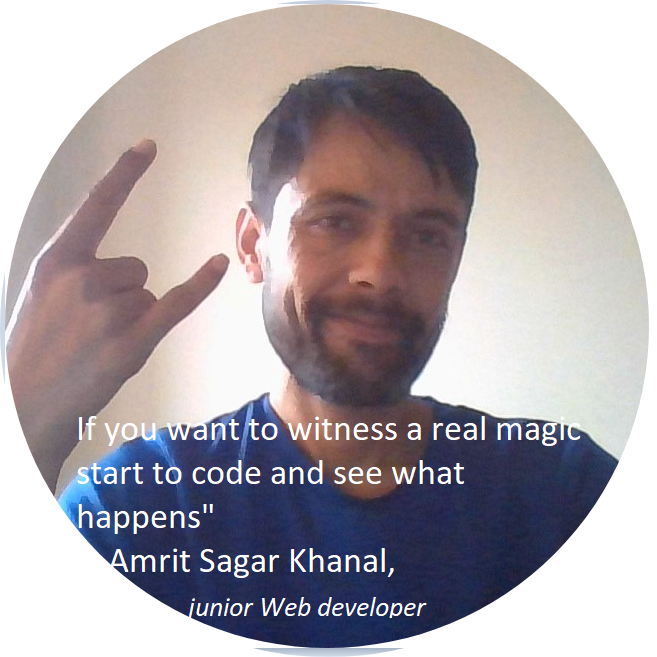 If you want to witness a real magic
start to code and see what
happens"
Amrit Sagar Khanal,
junior Web developer